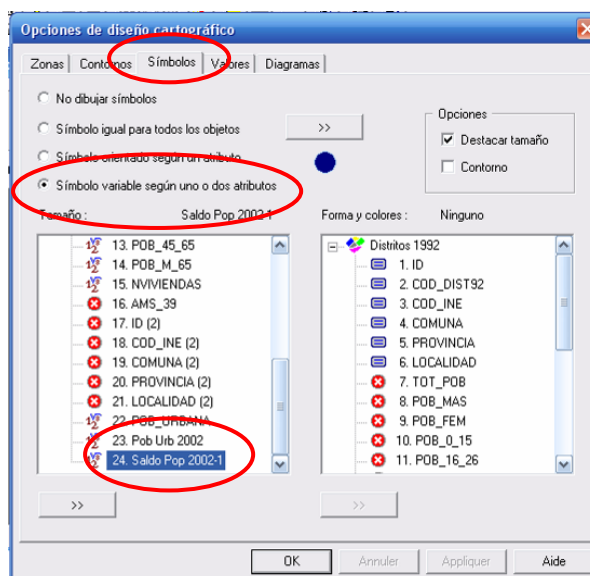 Opciones de diseño cartográfico
Zonas Contornos Símbolos Valores Diagramas
No dibujar símbolos
Símbolo igual para todos los objetos
>>
Símbolo orientado según un atributo
Símbolo variable según uno o dos atributos
Opciones
Destacar tamaño
Contorno
Tamaño : Saldo Pop 2002-1
13. POB_45_65
14. POB_M_65
15. NVIVIENDAS
16. AMS_39
17. ID (2)
18. COD_INE (2)
19. COMUNA (2)
20. PROVINCIA (2)
21. LOCALIDAD (2)
22. POB_URBANA
23. Pob Urb 2002
24. Saldo Pop 2002-1
>>
Forma y colores : Ninguno
Distritos 1992
1. ID
2. COD_DIST92
3. COD_INE
4. COMUNA
5. PROVINCIA
6. LOCALIDAD
7. TOT_POB
8. POB_MAS
9. POB_FEM
10. POB_0_15
11. POB_16_26
>>
OK Annuler Appliquer Aide